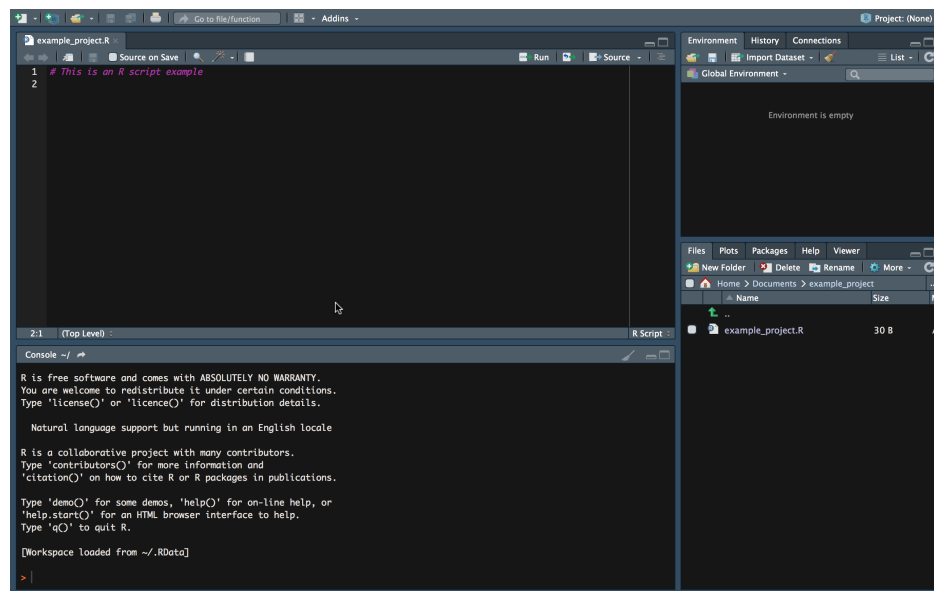 Go to file/function
Addins
Project: (None)
example_project.R
Source on Save
Run
Source
1 # This is an R script example
2
2:1 (Top Level)
R Script
Console ~/
R is free software and comes with ABSOLUTELY NO WARRANTY.
You are welcome to redistribute it under certain conditions.
Type 'license()' or 'licence()' for distribution details.
Natural language support but running in an English locale
R is a collaborative project with many contributors.
Type 'contributors()' for more information and
'citation()' on how to cite R or R packages in publications.
Type 'demo()' for some demos, 'help()' for on-line help, or
'help.start()' for an HTML browser interface to help.
Type 'q()' to quit R.
[Workspace loaded from ~/.RData]
>
Environment History Connections
Import Dataset
List
Global Environment
Environment is empty
Files Plots Packages Help Viewer
New Folder Delete Rename More
Home > Documents > example_project
Name Size
..
example_project.R 30 B